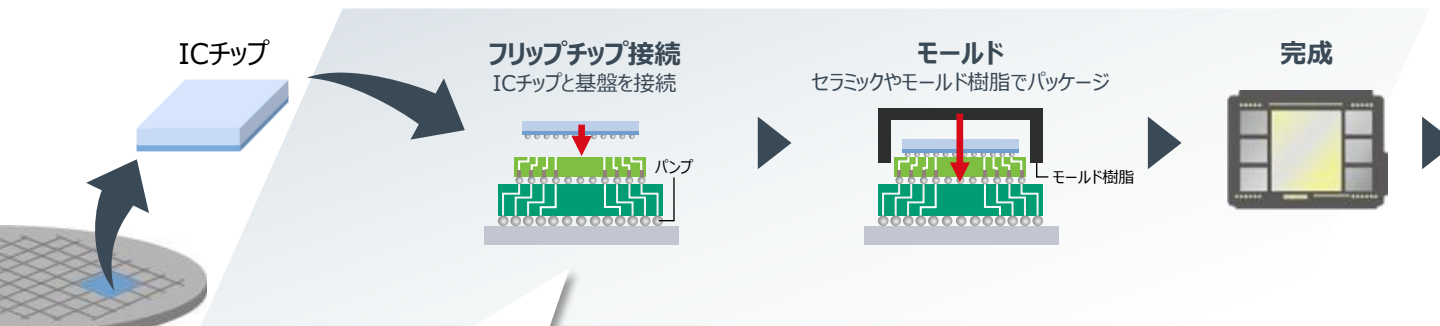 ICチップ
フリップチップ接続
ICチップと基盤を接続
バンプ
モールド
セラミックやモールド樹脂でパッケージ
モールド樹脂
完成